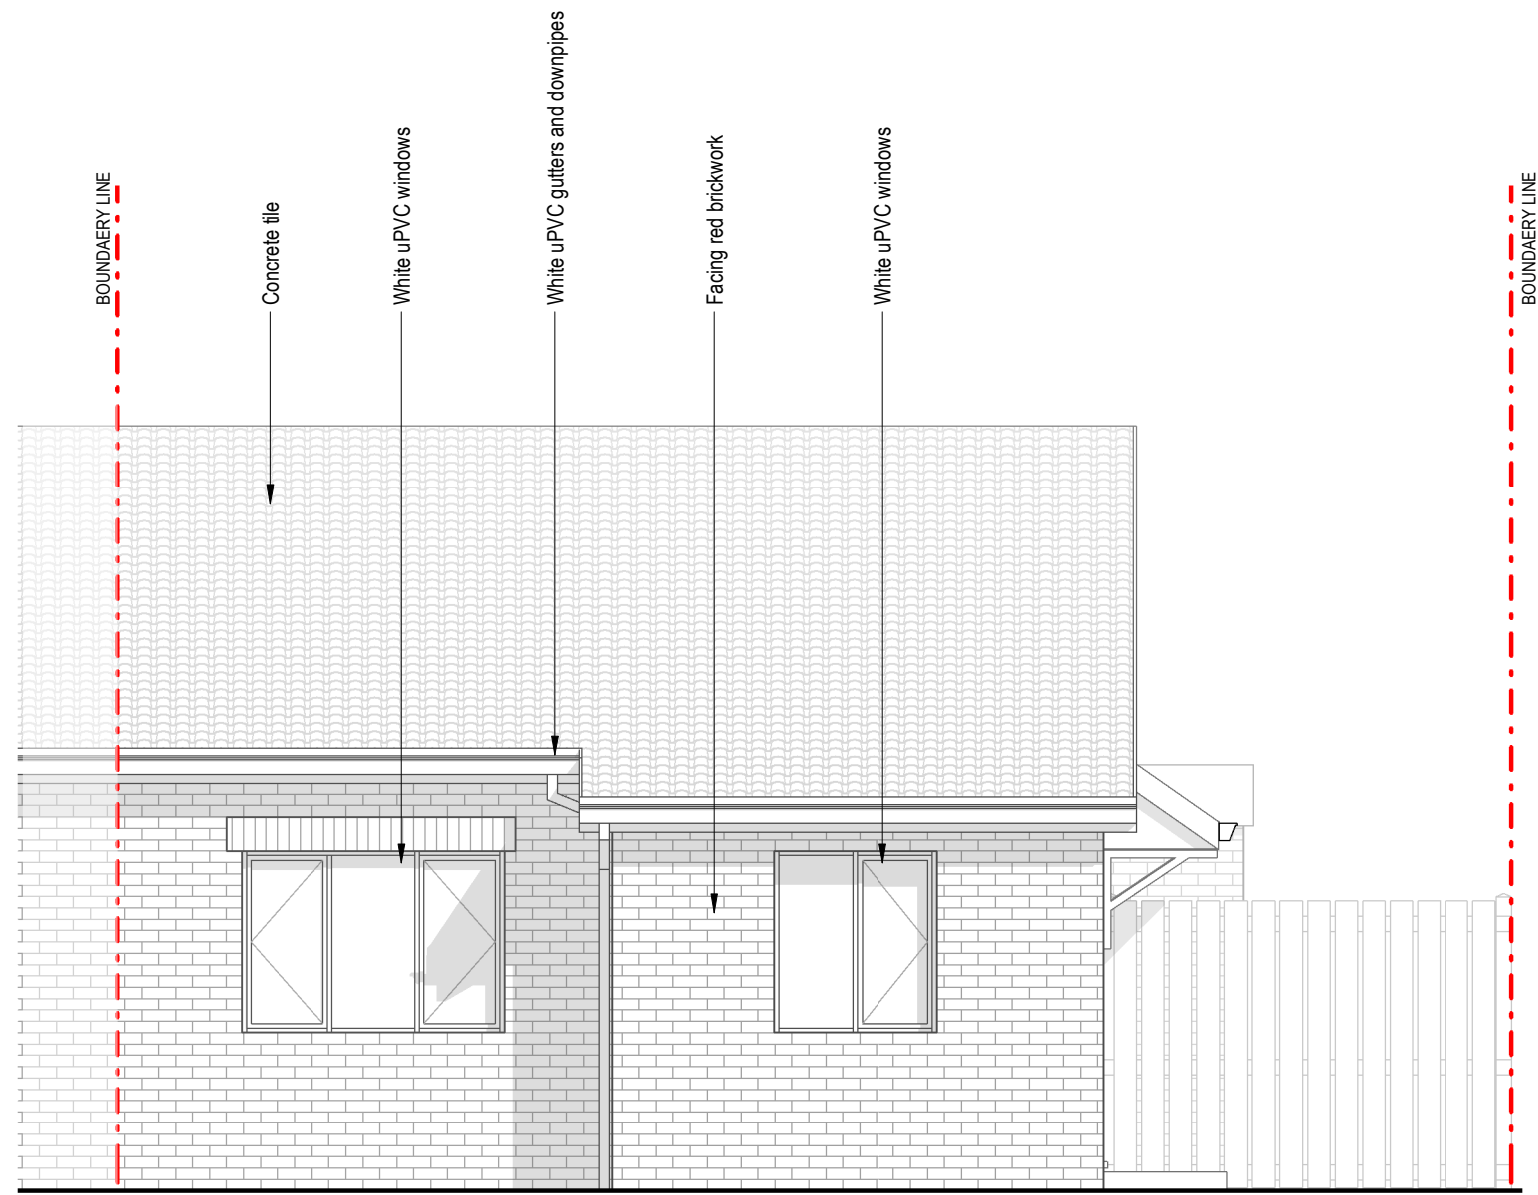 BOUNDAERY LINE
Concrete tile
White uPVC windows
White uPVC gutters and downpipes
Facing red brickwork
White uPVC windows
BOUNDAERY LINE